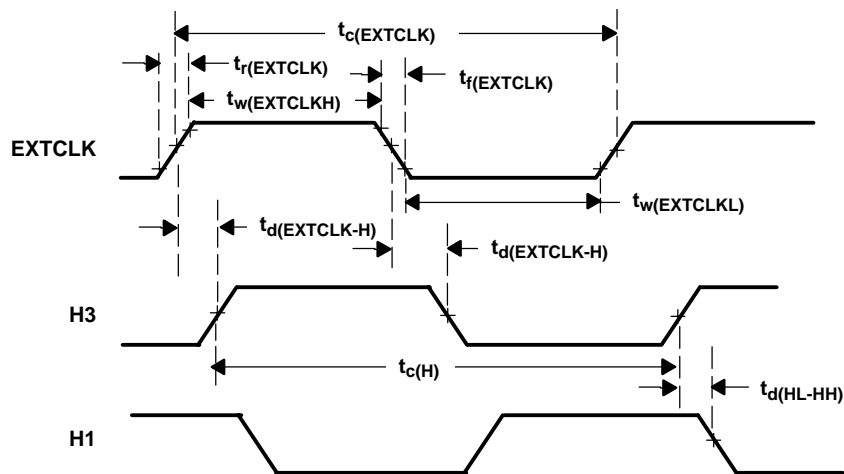 tc(EXTCLK)
tr(EXTCLK)
tf(EXTCLK)
tw(EXTCLKH)
EXTCLK
tw(EXTCLKL)
td(EXTCLK-H)
td(EXTCLK-H)
H3
tc(H)
td(HL-HH)
H1